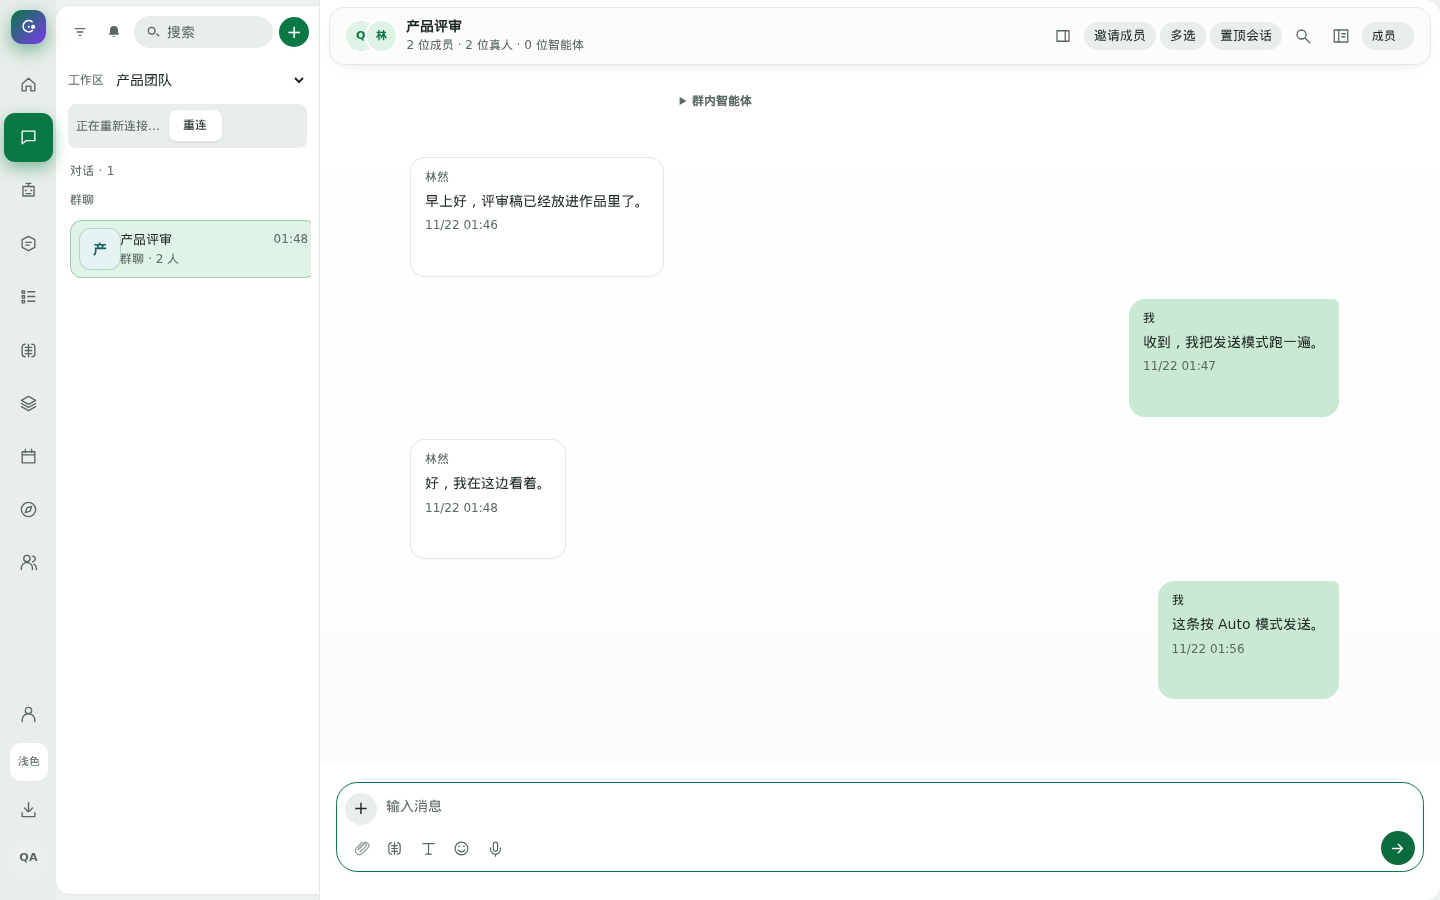 搜索
工作区 产品团队
正在重新连接... 重连
对话 · 1
群聊
产
产品评审 01:48
群聊 · 2 人
浅色
QA
Q 林
产品评审
2 位成员 · 2 位真人 · 0 位智能体
邀请成员 多选 置顶会话 成员
群内智能体
林然
早上好，评审稿已经放进作品里了。
11/22 01:46
我
收到，我把发送模式跑一遍。
11/22 01:47
林然
好，我在这边看着。
11/22 01:48
我
这条按 Auto 模式发送。
11/22 01:56
输入消息